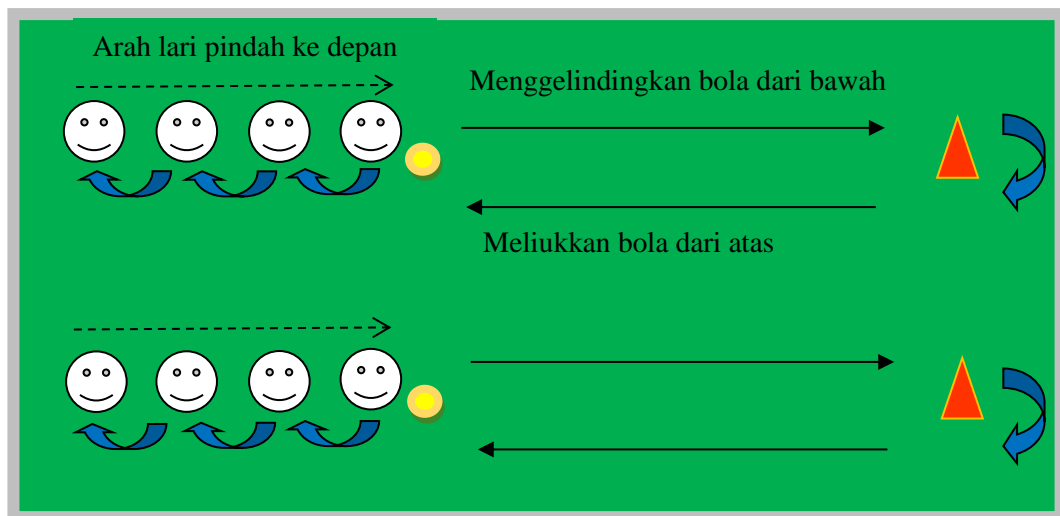 Arah lari pindah ke depan
Menggelindingkan bola dari bawah
Meliukkan bola dari atas